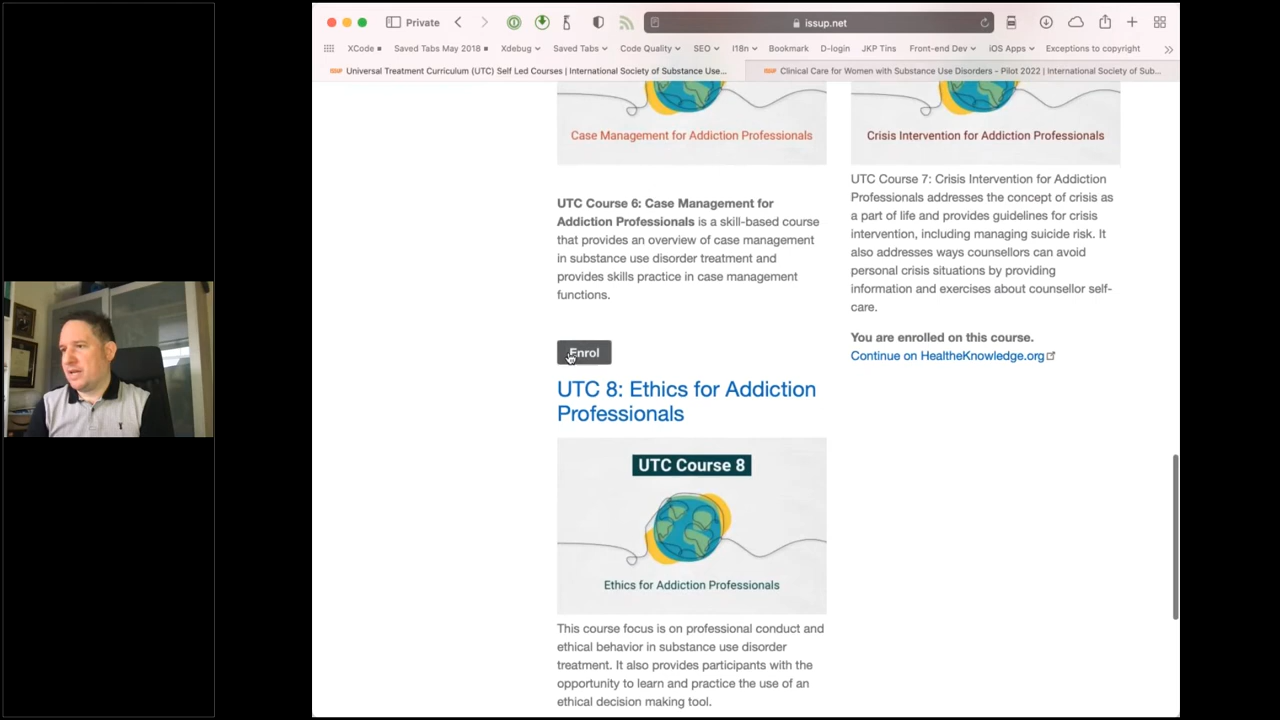 Private
issup.net
XCode
Saved Tabs May 2018
Xdebug
Saved Tabs
Code Quality
SEO
I18n
Bookmark
D-login
JKP Tins
Front-end Dev
iOS Apps
Exceptions to copyright
Universal Treatment Curriculum (UTC) Self Led Courses | International Society of Substance Use...
Clinical Care for Women with Substance Use Disorders - Pilot 2022 | International Society of Sub...
Case Management for Addiction Professionals
UTC Course 6: Case Management for
Addiction Professionals is a skill-based course
that provides an overview of case management
in substance use disorder treatment and
provides skills practice in case management
functions.
Enrol
UTC 8: Ethics for Addiction
Professionals
UTC Course 8
Ethics for Addiction Professionals
This course focus is on professional conduct and
ethical behavior in substance use disorder
treatment. It also provides participants with the
opportunity to learn and practice the use of an
ethical decision making tool.
Crisis Intervention for Addiction Professionals
UTC Course 7: Crisis Intervention for Addiction
Professionals addresses the concept of crisis as
a part of life and provides guidelines for crisis
intervention, including managing suicide risk. It
also addresses ways counsellors can avoid
personal crisis situations by providing
information and exercises about counsellor self-
care.
You are enrolled on this course.
Continue on HealtheKnowledge.org